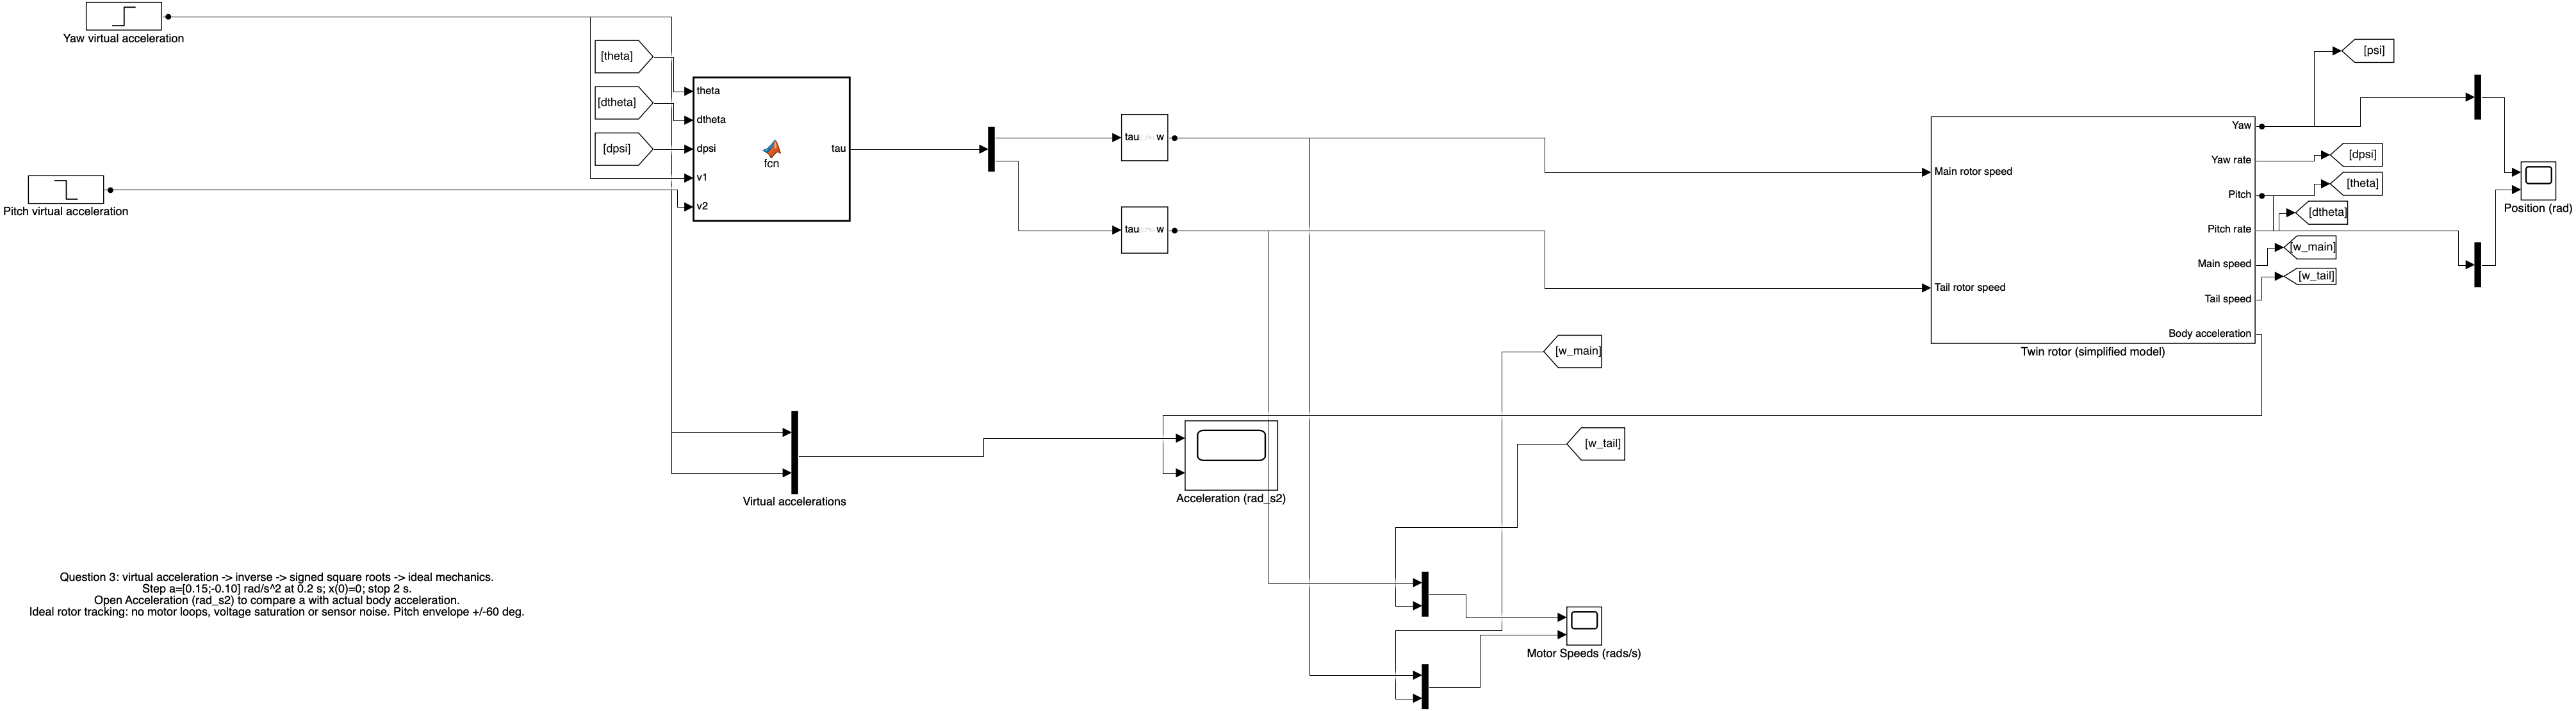 Yaw virtual acceleration
Pitch virtual acceleration
[theta]
[dtheta]
[dpsi]
theta
dtheta
dpsi
v1
v2
fcn
tau
tau
w
tau
w
Main rotor speed
Tail rotor speed
Yaw
Yaw rate
Pitch
Pitch rate
Main speed
Tail speed
Body acceleration
Twin rotor (simplified model)
[psi]
[dpsi]
[theta]
[dtheta]
[w_main]
[w_tail]
Position (rad)
[w_main]
[w_tail]
Virtual accelerations
Acceleration (rad_s2)
Motor Speeds (rads/s)
Question 3: virtual acceleration -> inverse -> signed square roots -> ideal mechanics.
Step a=[0.15;-0.10] rad/s^2 at 0.2 s; x(0)=0; stop 2 s.
Open Acceleration (rad_s2) to compare a with actual body acceleration.
Ideal rotor tracking: no motor loops, voltage saturation or sensor noise. Pitch envelope +/-60 deg.